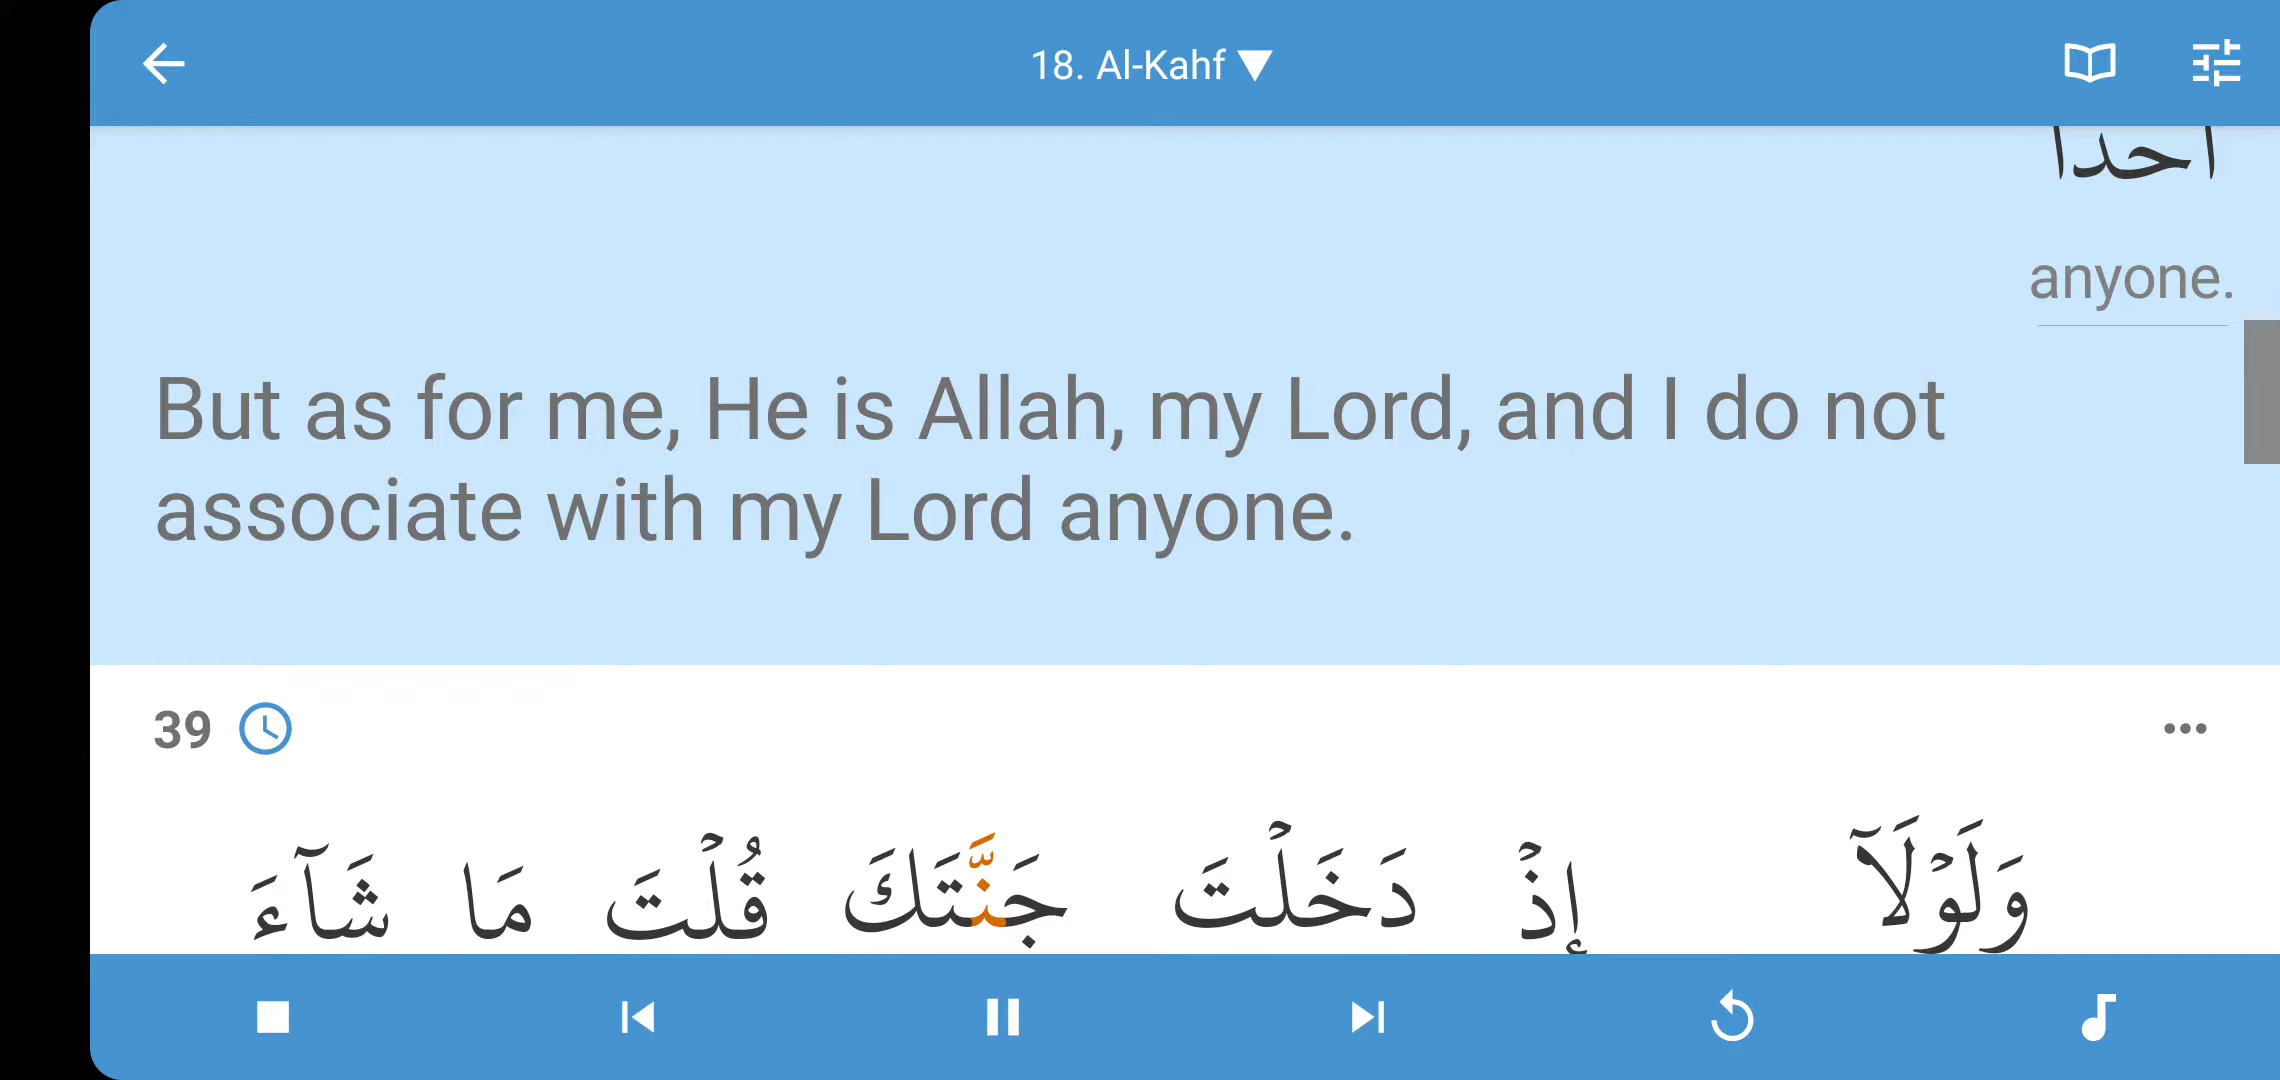 18. Al-Kahf
أحدا
anyone.
But as for me, He is Allah, my Lord, and I do not
associate with my Lord anyone.
39
وَلَوْلَآ إِذْ دَخَلْتَ جَنَّتَكَ قُلْتَ مَا شَآءَ